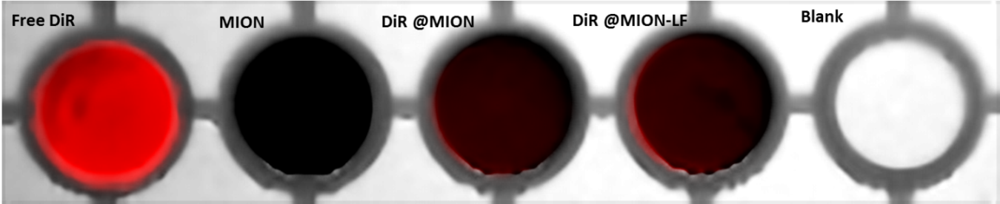 Free DiR
MION
DiR @MION
DiR @MION-LF
Blank